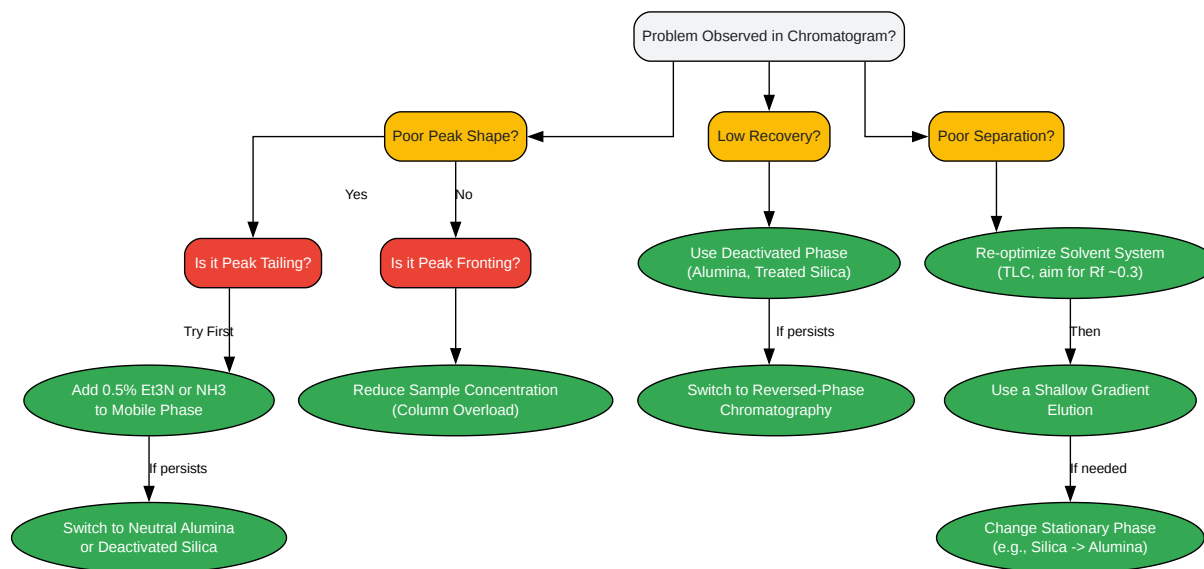 Problem Observed in Chromatogram?
Poor Peak Shape?
Low Recovery?
Poor Separation?
Yes
No
Is it Peak Tailing?
Is it Peak Fronting?
Use Deactivated Phase
(Alumina, Treated Silica)
Re-optimize Solvent System
(TLC, aim for Rf ~0.3)
Try First
If persists
Then
Add 0.5% Et3N or NH3
to Mobile Phase
Reduce Sample Concentration
(Column Overload)
Switch to Reversed-Phase
Chromatography
Use a Shallow Gradient
Elution
If persists
If needed
Switch to Neutral Alumina
or Deactivated Silica
Change Stationary Phase
(e.g., Silica -> Alumina)